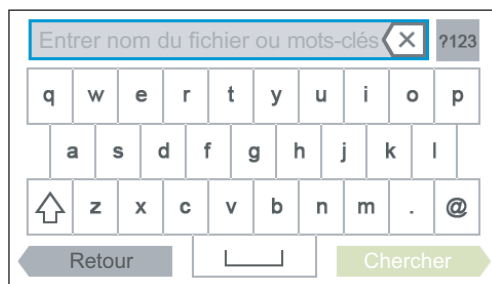 Entrer nom du fichier ou mots-clés ?123
q w e r t y u i o p
a s d f g h j k l
z x c v b n m . @
Retour Chercher